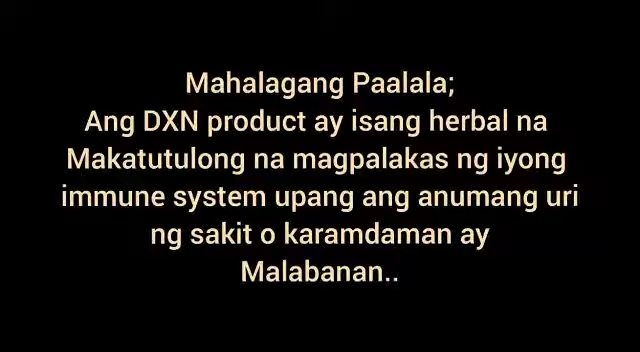 Mahalagang Paalala;
Ang DXN product ay isang herbal na
Makatutulong na magpalakas ng iyong
immune system upang ang anumang uri
ng sakit o karamdaman ay
Malabanan..